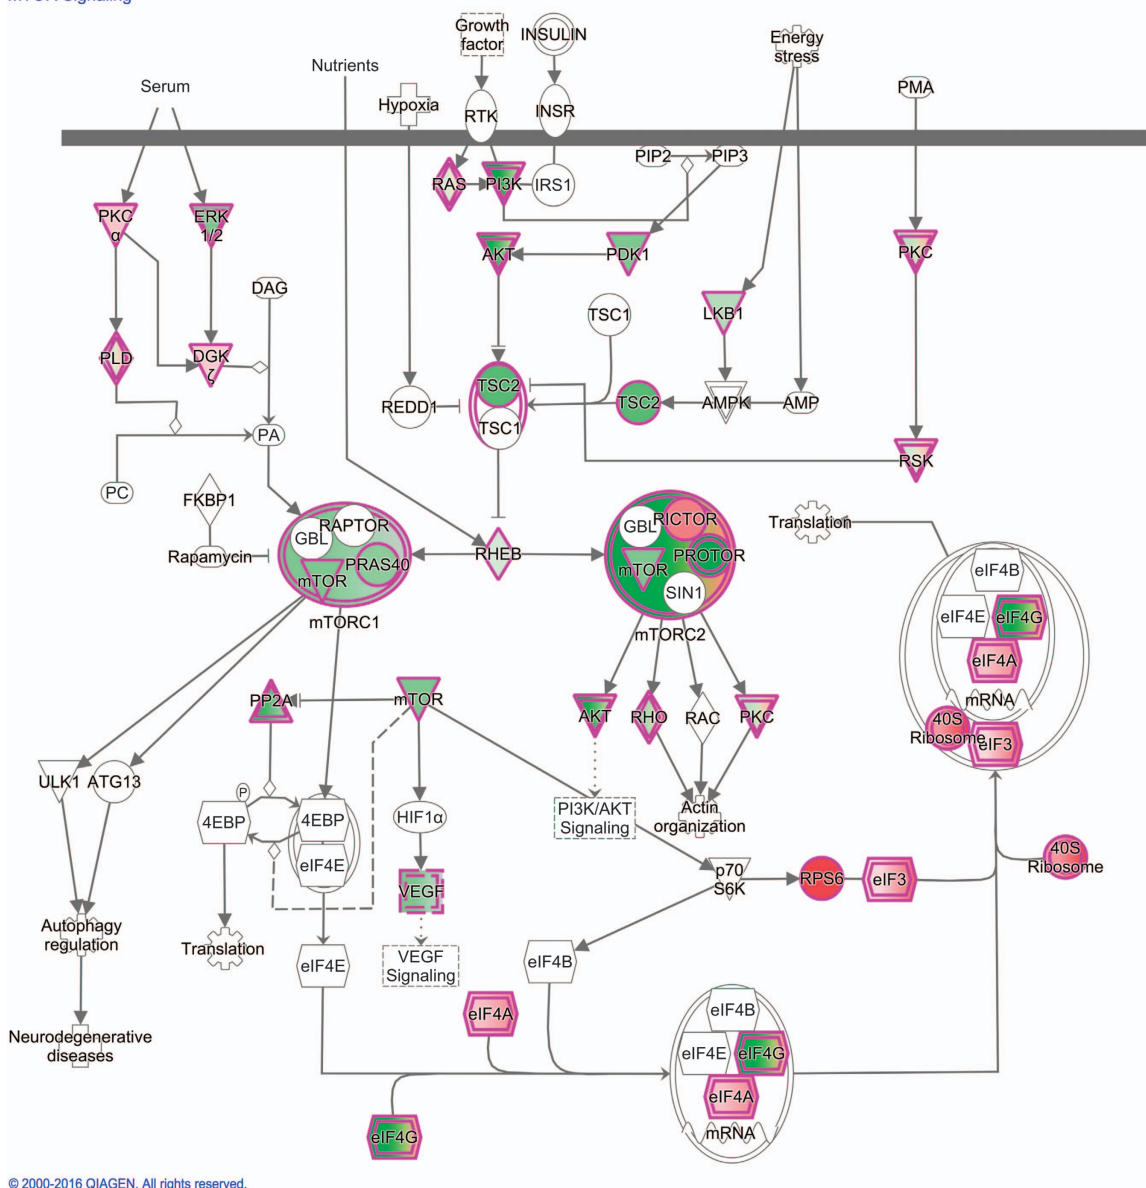 mTOR Signaling
Growth
factor
INSULIN
Energy
stress
Nutrients
Serum
Hypoxia
PMA
RTK
INSR
PIP2
PIP3
RAS
PI3K
IRS1
PKC
α
ERK
1/2
AKT
PDK1
PKC
DAG
LKB1
TSC1
PLD
DGK
ζ
TSC2
REDD1
TSC2
AMPK
AMP
TSC1
PA
RSK
PC
FKBP1
RAPTOR
GBL
Rapamycin
PRAS40
mTOR
mTORC1
RHEB
GBL
RICTOR
PROTOR
mTOR
SIN1
mTORC2
Translation
eIF4B
eIF4E
eIF4G
eIF4A
mRNA
40S
Ribosome
eIF3
PP2A
mTOR
AKT
RHO
RAC
PKC
ULK1
ATG13
P
4EBP
4EBP
eIF4E
HIF1α
PI3K/AKT
Signaling
Actin
organization
p70
S6K
RPS6
eIF3
40S
Ribosome
VEGF
Autophagy
regulation
Translation
eIF4E
VEGF
Signaling
eIF4B
eIF4A
eIF4B
Neurodegenerative
diseases
eIF4E
eIF4G
eIF4A
mRNA
eIF4G
© 2000-2016 QIAGEN. All rights reserved.